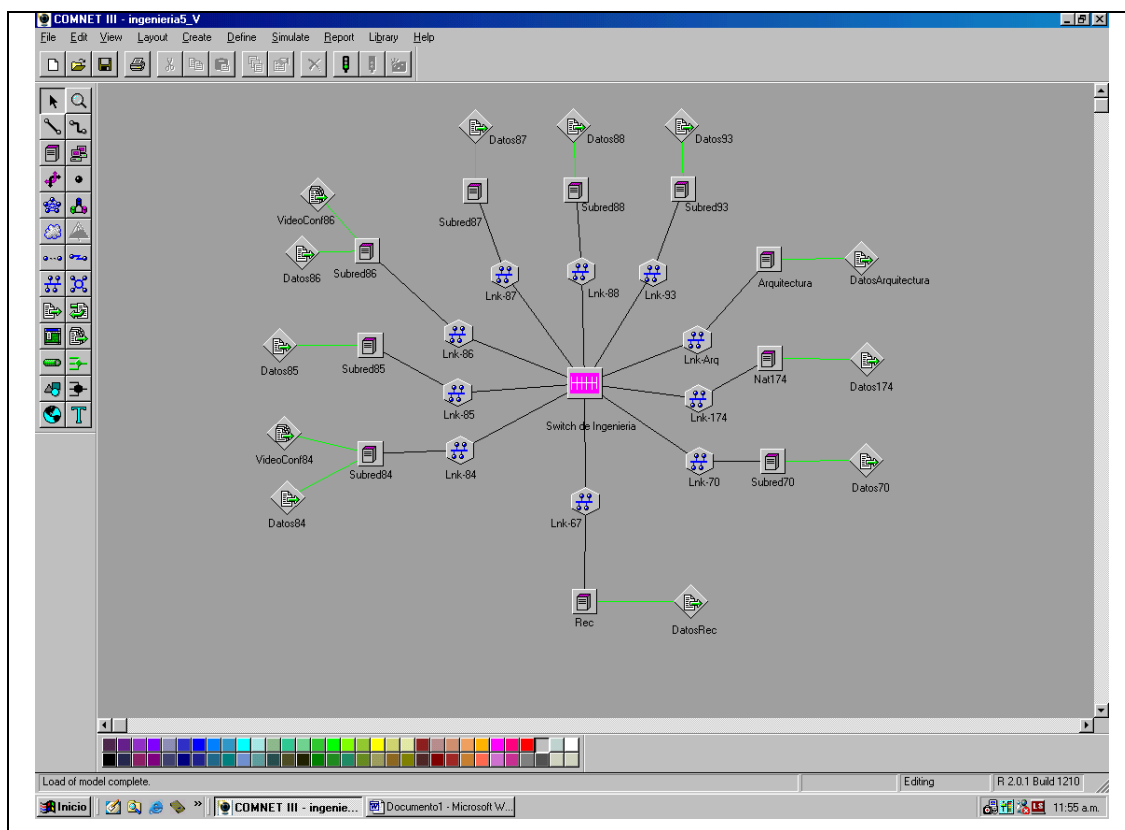 COMNET III - ingenieria5_V
File Edit View Layout Create Define Simulate Report Library Help
Datos87
Datos88
Datos93
Subred87
Subred88
Subred93
VideoConf86
Datos86
Subred86
Lnk-87
Lnk-88
Lnk-93
Arquitectura
DatosArquitectura
Lnk-86
Lnk-Arq
Datos85
Subred85
Lnk-85
Nat174
Datos174
Lnk-174
Switch de Ingenieria
VideoConf84
Subred84
Lnk-84
Datos84
Lnk-70
Subred70
Datos70
Lnk-67
Rec
DatosRec
Load of model complete.
Editing
R 2.0.1 Build 1210
Inicio
COMNET III - ingenie...
Documento1 - Microsoft W...
11:55 a.m.